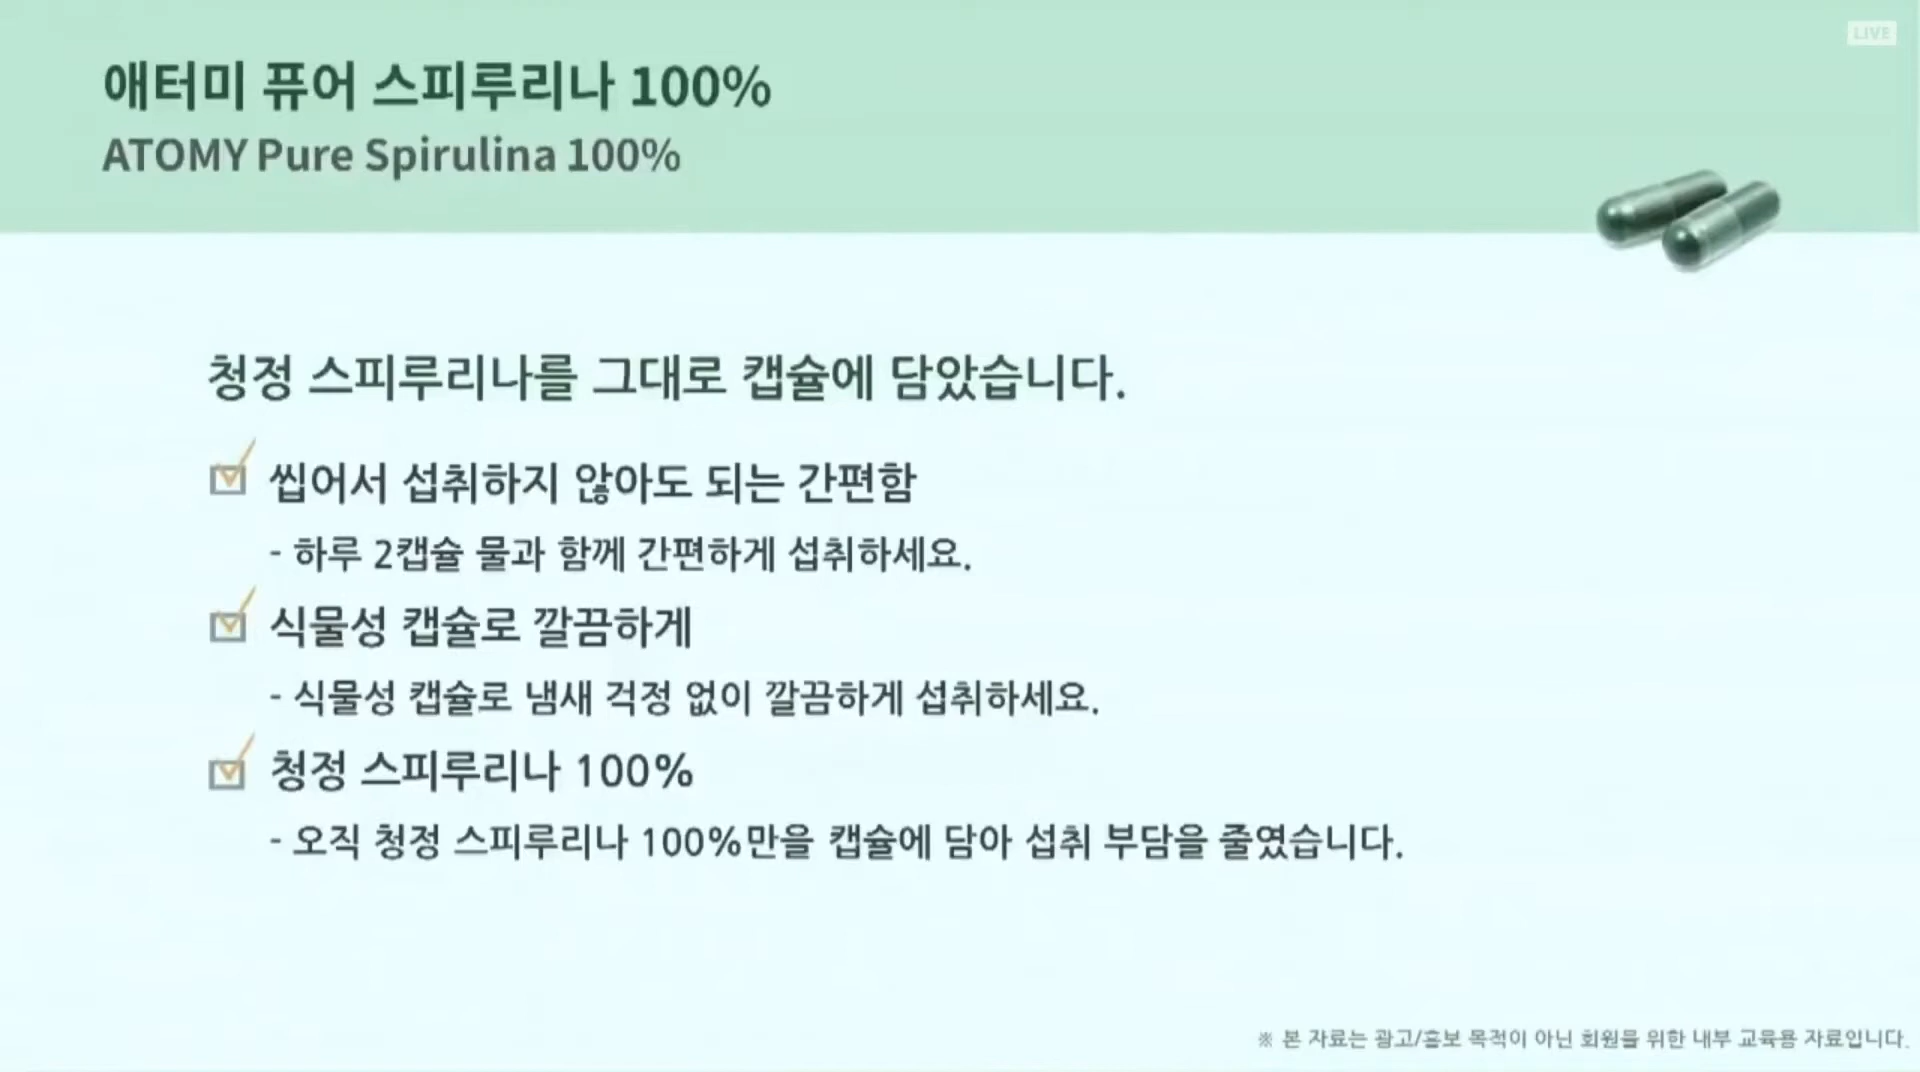 LIVE
애터미 퓨어 스피루리나 100%
ATOMY Pure Spirulina 100%
청정 스피루리나를 그대로 캡슐에 담았습니다.
씹어서 섭취하지 않아도 되는 간편함
- 하루 2캡슐 물과 함께 간편하게 섭취하세요.
식물성 캡슐로 깔끔하게
- 식물성 캡슐로 냄새 걱정 없이 깔끔하게 섭취하세요.
청정 스피루리나 100%
- 오직 청정 스피루리나 100%만을 캡슐에 담아 섭취 부담을 줄였습니다.
※ 본 자료는 광고/홍보 목적이 아닌 회원을 위한 내부 교육용 자료입니다.